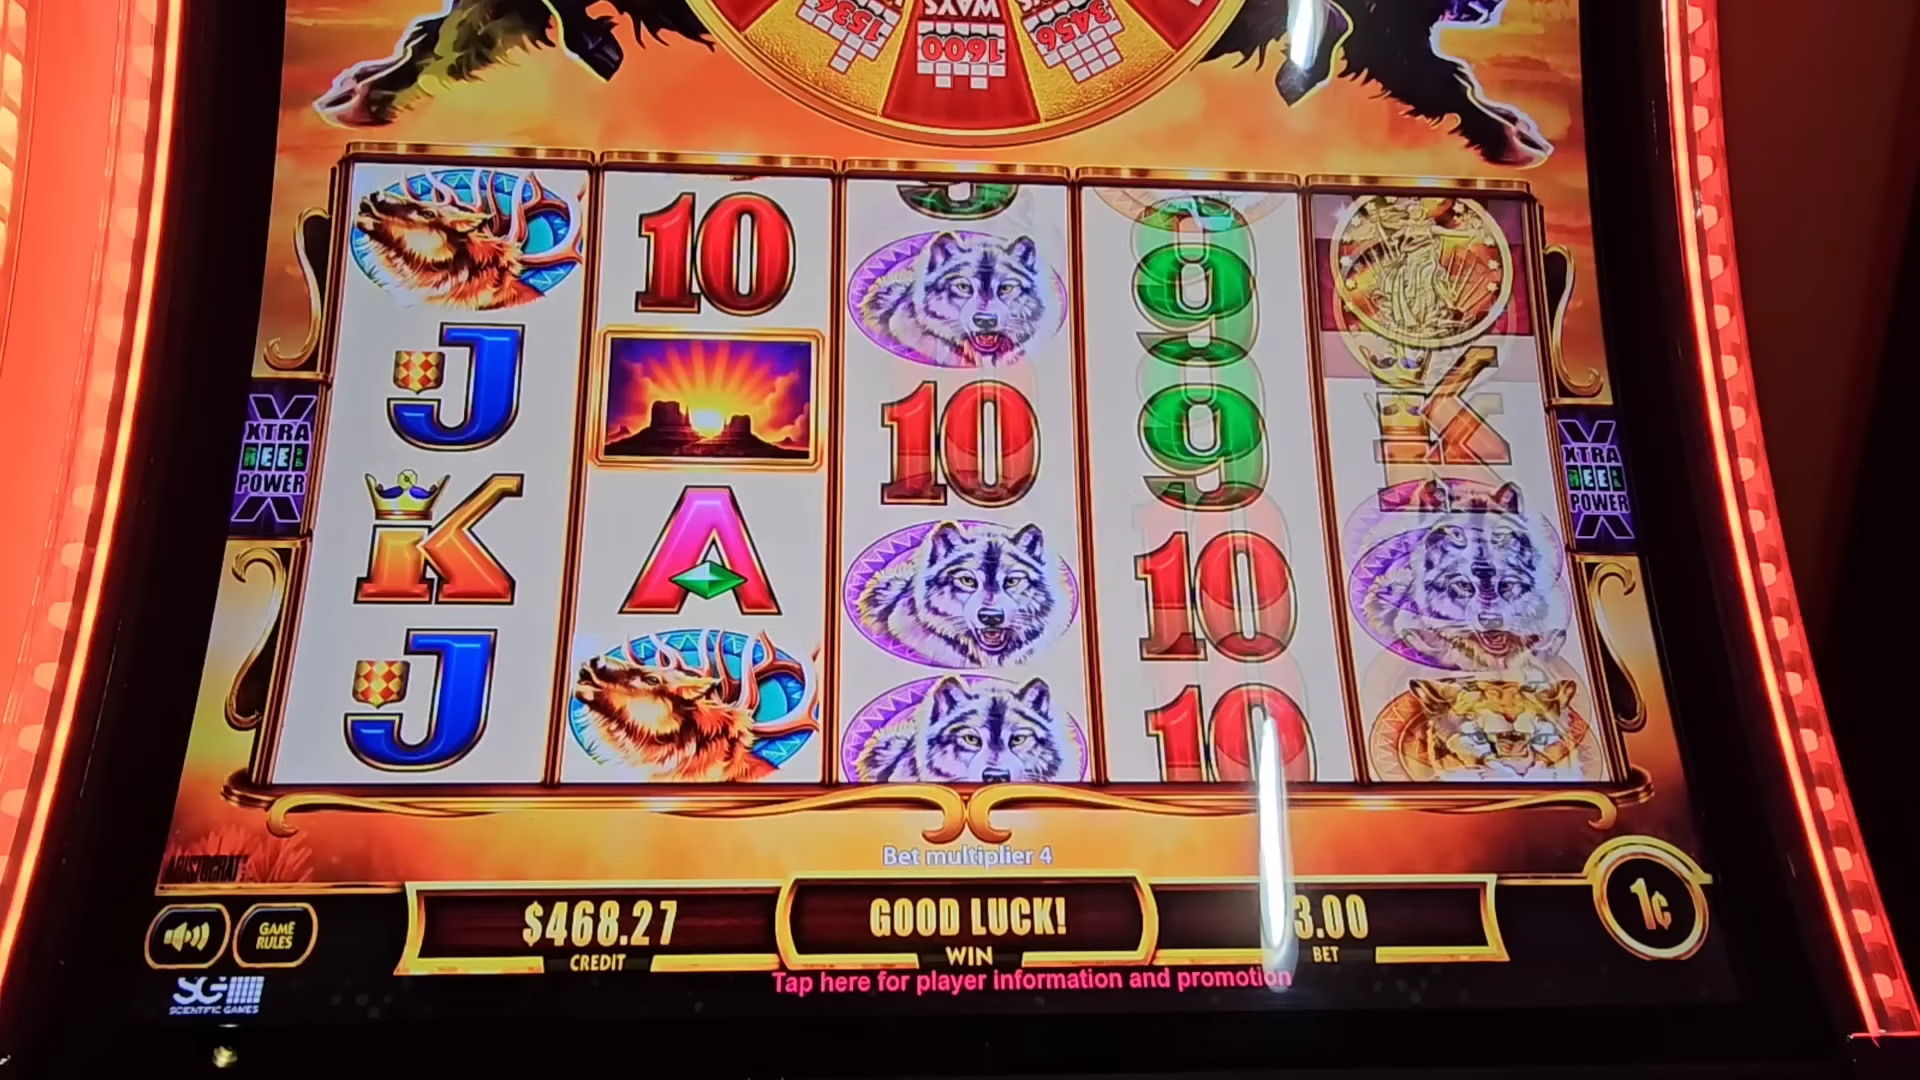 1536
WAYS
1600
3456
10
J
10
9
9
K
K
A
10
J
10
XTRA
REEL
POWER
X
XTRA
REEL
POWER
X
ARISTOCRAT
Bet multiplier 4
$468.27
CREDIT
GOOD LUCK!
WIN
3.00
BET
1¢
GAME
RULES
Tap here for player information and promotion
SG
SCIENTIFIC GAMES